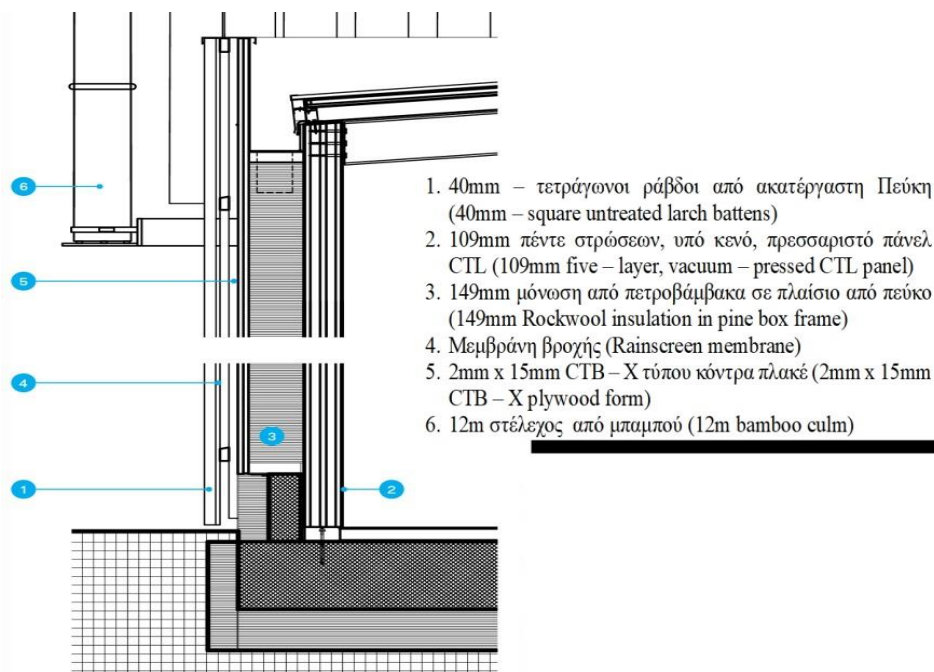 6
5
4
3
1
2
1. 40mm – τετράγωνοι ράβδοι από ακατέργαστη Πεύκη
(40mm – square untreated larch battens)
2. 109mm πέντε στρώσεων, υπό κενό, πρεσσαριστό πάνελ
CTL (109mm five – layer, vacuum – pressed CTL panel)
3. 149mm μόνωση από πετροβάμβακα σε πλαίσιο από πεύκο
(149mm Rockwool insulation in pine box frame)
4. Μεμβράνη βροχής (Rainscreen membrane)
5. 2mm x 15mm CTB – X τύπου κόντρα πλακέ (2mm x 15mm
CTB – X plywood form)
6. 12m στέλεχος από μπαμπού (12m bamboo culm)